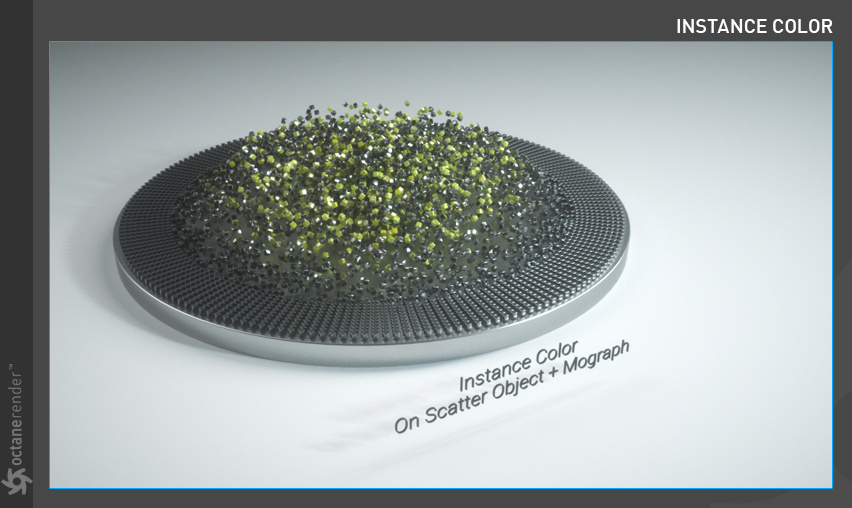 INSTANCE COLOR
Instance Color
On Scatter Object + Mograph
octanerender™